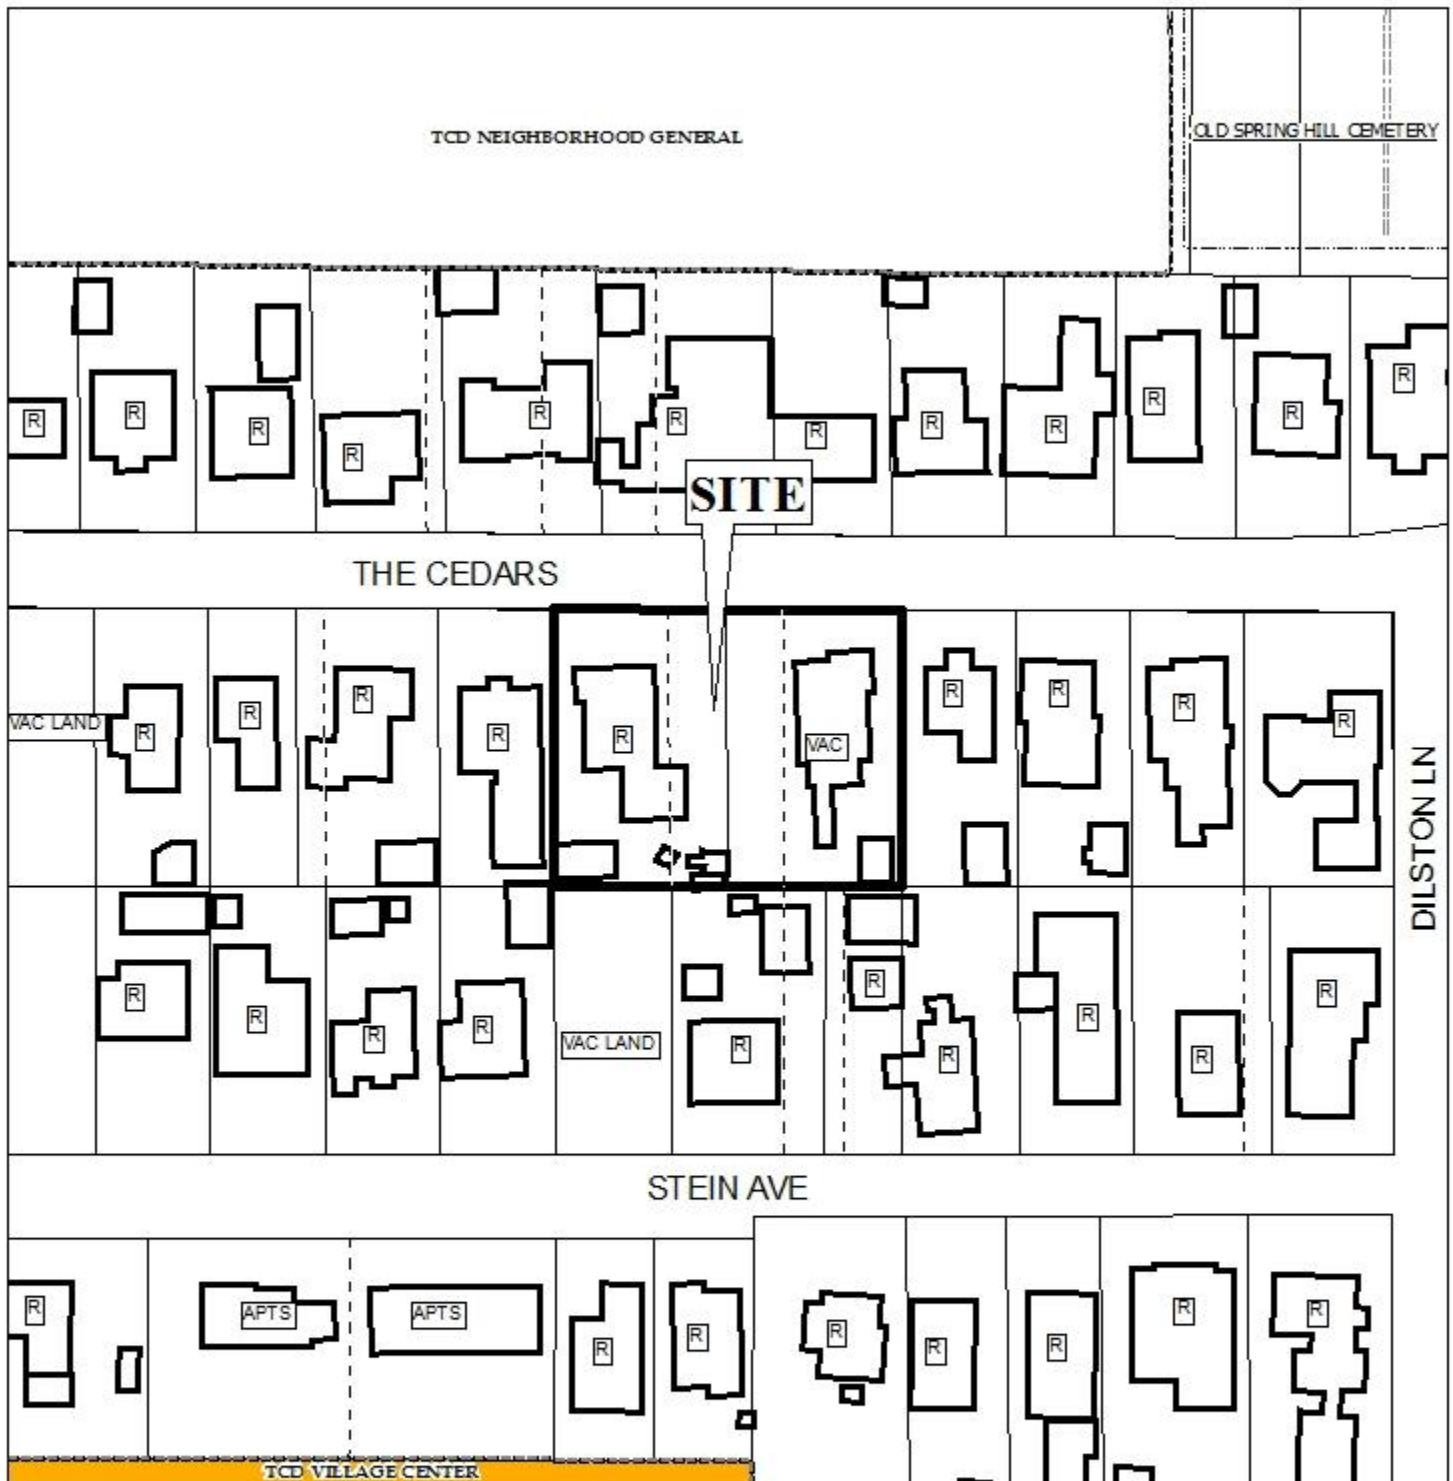 TCD NEIGHBORHOOD GENERAL
OLD SPRING HILL CEMETERY
R
R
R
R
R
R
R
R
R
R
R
R
SITE
THE CEDARS
VAC LAND
R
R
R
R
R
VAC
R
R
R
R
DILSTON LN
R
R
R
R
VAC LAND
R
R
R
R
R
R
STEIN AVE
R
APTS
APTS
R
R
R
R
R
R
R
TCD VILLAGE CENTER